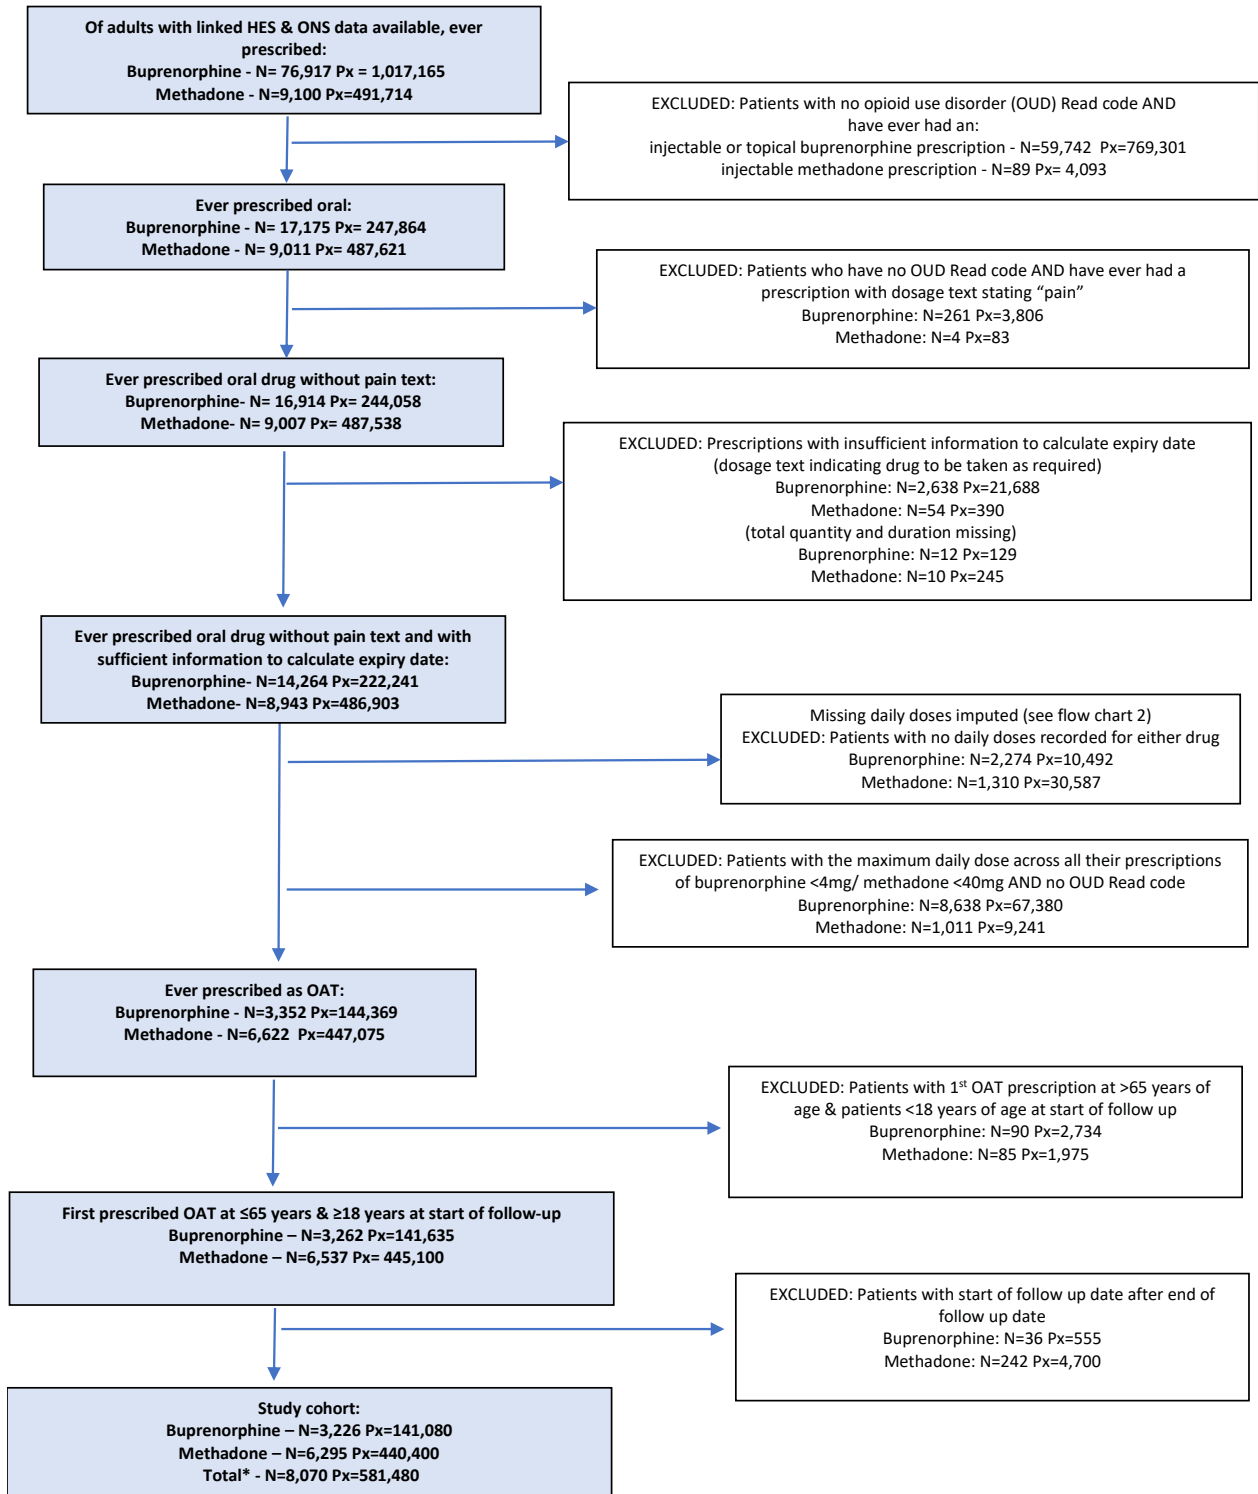 Of adults with linked HES & ONS data available, ever
prescribed:
Buprenorphine - N= 76,917 Px = 1,017,165
Methadone - N=9,100 Px=491,714
EXCLUDED: Patients with no opioid use disorder (OUD) Read code AND
have ever had an:
injectable or topical buprenorphine prescription - N=59,742 Px=769,301
injectable methadone prescription - N=89 Px= 4,093
Ever prescribed oral:
Buprenorphine - N= 17,175 Px= 247,864
Methadone - N= 9,011 Px= 487,621
EXCLUDED: Patients who have no OUD Read code AND have ever had a
prescription with dosage text stating “pain”
Buprenorphine: N=261 Px=3,806
Methadone: N=4 Px=83
Ever prescribed oral drug without pain text:
Buprenorphine- N= 16,914 Px= 244,058
Methadone- N= 9,007 Px= 487,538
EXCLUDED: Prescriptions with insufficient information to calculate expiry date
(dosage text indicating drug to be taken as required)
Buprenorphine: N=2,638 Px=21,688
Methadone: N=54 Px=390
(total quantity and duration missing)
Buprenorphine: N=12 Px=129
Methadone: N=10 Px=245
Ever prescribed oral drug without pain text and with
sufficient information to calculate expiry date:
Buprenorphine- N=14,264 Px=222,241
Methadone- N=8,943 Px=486,903
Missing daily doses imputed (see flow chart 2)
EXCLUDED: Patients with no daily doses recorded for either drug
Buprenorphine: N=2,274 Px=10,492
Methadone: N=1,310 Px=30,587
EXCLUDED: Patients with the maximum daily dose across all their prescriptions
of buprenorphine <4mg/ methadone <40mg AND no OUD Read code
Buprenorphine: N=8,638 Px=67,380
Methadone: N=1,011 Px=9,241
Ever prescribed as OAT:
Buprenorphine - N=3,352 Px=144,369
Methadone - N=6,622 Px=447,075
EXCLUDED: Patients with 1st OAT prescription at >65 years of
age & patients <18 years of age at start of follow up
Buprenorphine: N=90 Px=2,734
Methadone: N=85 Px=1,975
First prescribed OAT at ≤65 years & ≥18 years at start of follow-up
Buprenorphine – N=3,262 Px=141,635
Methadone – N=6,537 Px= 445,100
EXCLUDED: Patients with start of follow up date after end of
follow up date
Buprenorphine: N=36 Px=555
Methadone: N=242 Px=4,700
Study cohort:
Buprenorphine – N=3,226 Px=141,080
Methadone – N=6,295 Px=440,400
Total* - N=8,070 Px=581,480